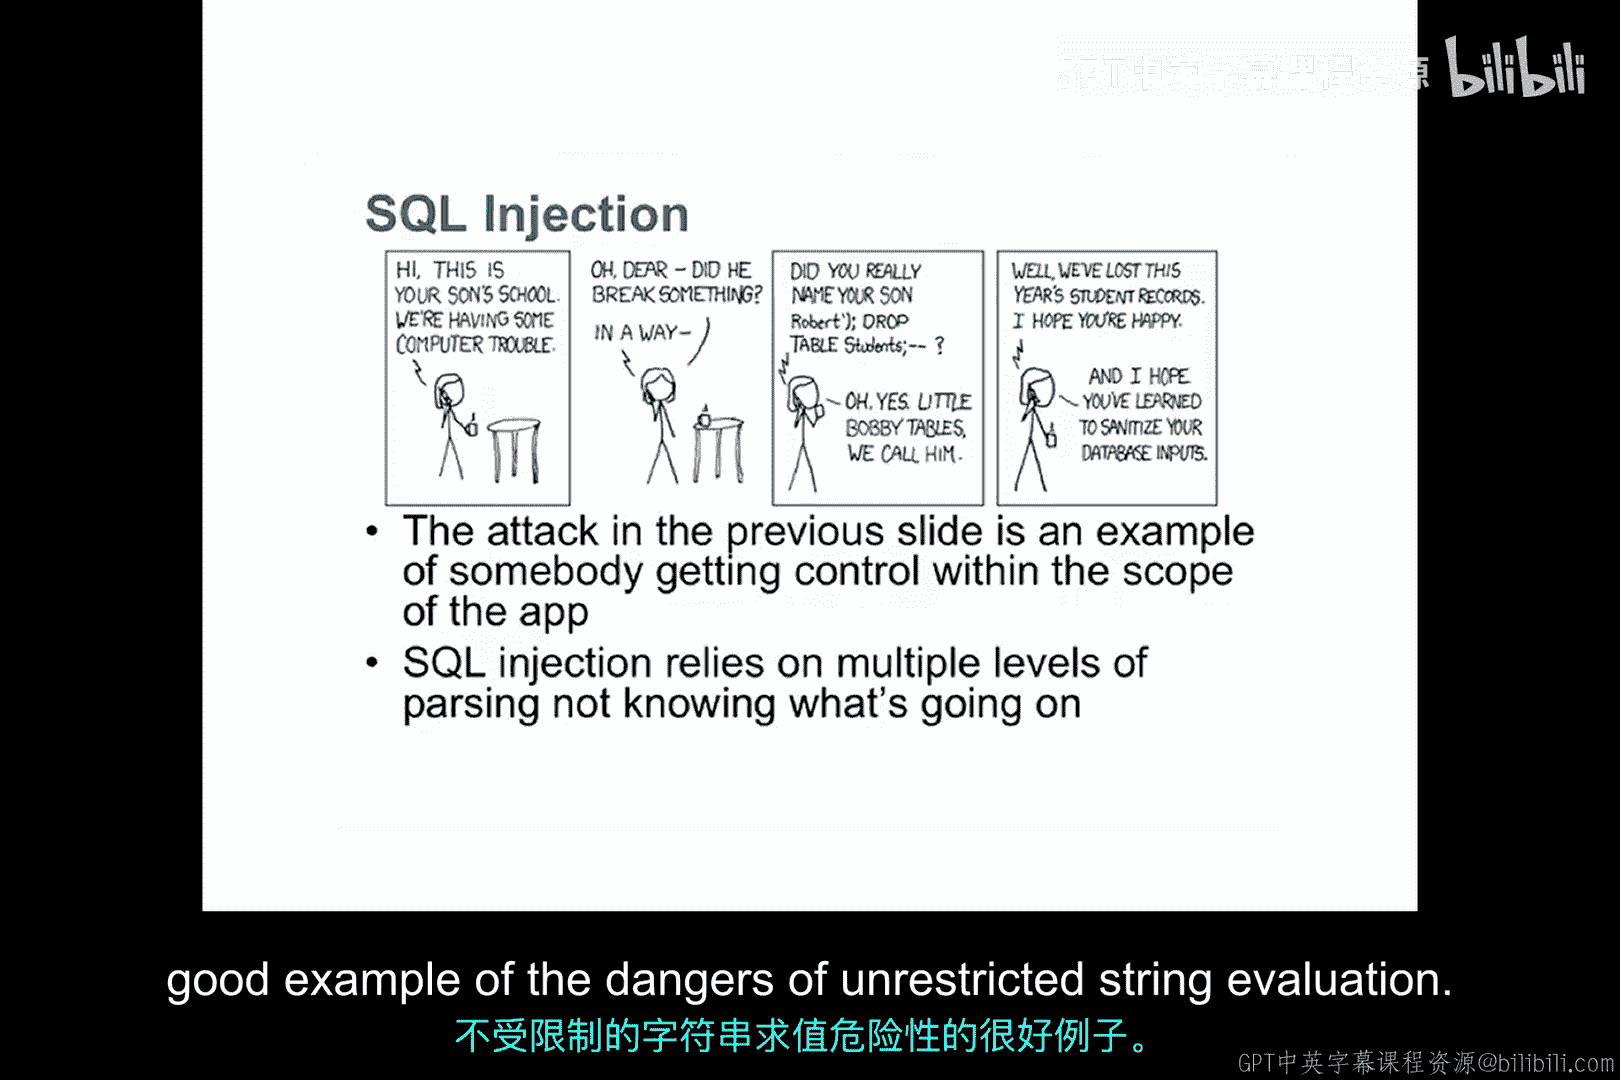 bilibili
SQL Injection
HI, THIS IS
YOUR SON'S SCHOOL.
WE'RE HAVING SOME
COMPUTER TROUBLE.
OH, DEAR – DID HE
BREAK SOMETHING?
IN A WAY–
DID YOU REALLY
NAME YOUR SON
Robert'); DROP
TABLE Students;-- ?
OH, YES. LITTLE
BOBBY TABLES,
WE CALL HIM.
WELL, WE'VE LOST THIS
YEAR'S STUDENT RECORDS.
I HOPE YOU'RE HAPPY.
AND I HOPE
YOU'VE LEARNED
TO SANITIZE YOUR
DATABASE INPUTS.
• The attack in the previous slide is an example
of somebody getting control within the scope
of the app
• SQL injection relies on multiple levels of
parsing not knowing what's going on
good example of the dangers of unrestricted string evaluation.
不受限制的字符串求值危险性的很好例子。
GPT中英字幕课程资源@bilibili.com